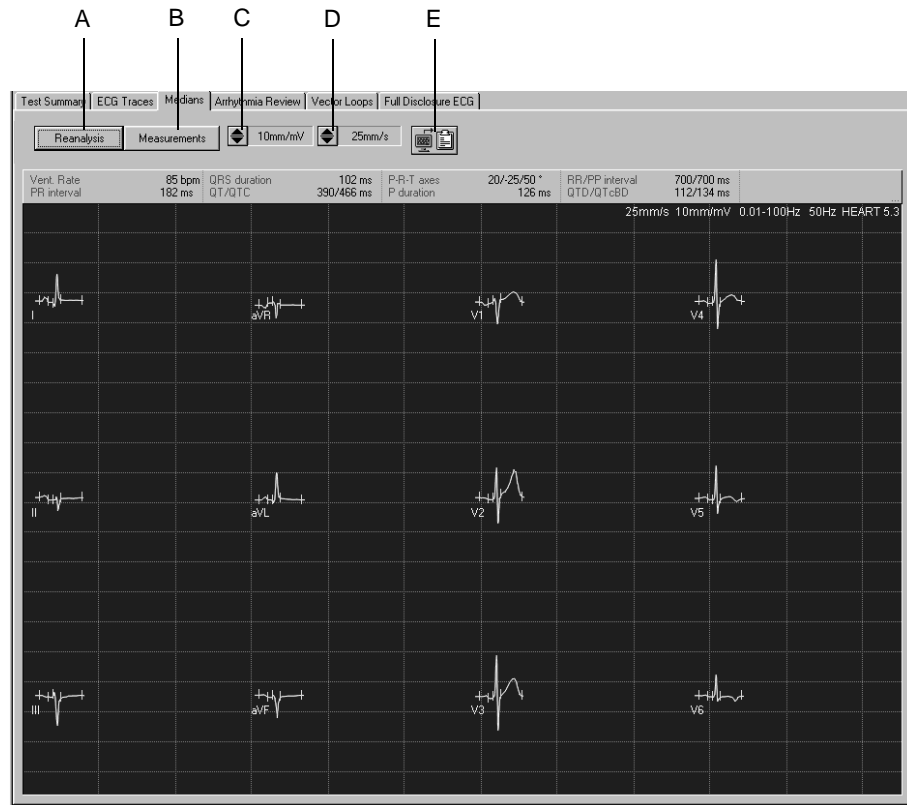 A B C D E
Test Summary ECG Traces Medians Arrhythmia Review Vector Loops Full Disclosure ECG
Reanalysis Measurements 10mm/mV 25mm/s
Vent. Rate 85 bpm QRS duration 102 ms P-R-T axes 20/-25/50 ° RR/PP interval 700/700 ms
PR interval 182 ms QT/QTC 390/466 ms P duration 126 ms QTD/QTcBD 112/134 ms
25mm/s 10mm/mV 0.01-100Hz 50Hz HEART 5.3
I aVR V1 V4
II aVL V2 V5
III aVF V3 V6